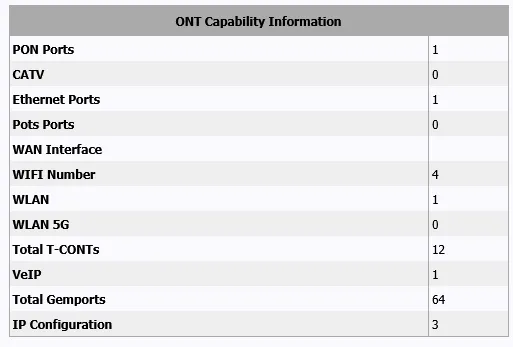 ONT Capability Information
PON Ports 1
CATV 0
Ethernet Ports 1
Pots Ports 0
WAN Interface
WIFI Number 4
WLAN 1
WLAN 5G 0
Total T-CONTs 12
VeIP 1
Total Gemports 64
IP Configuration 3